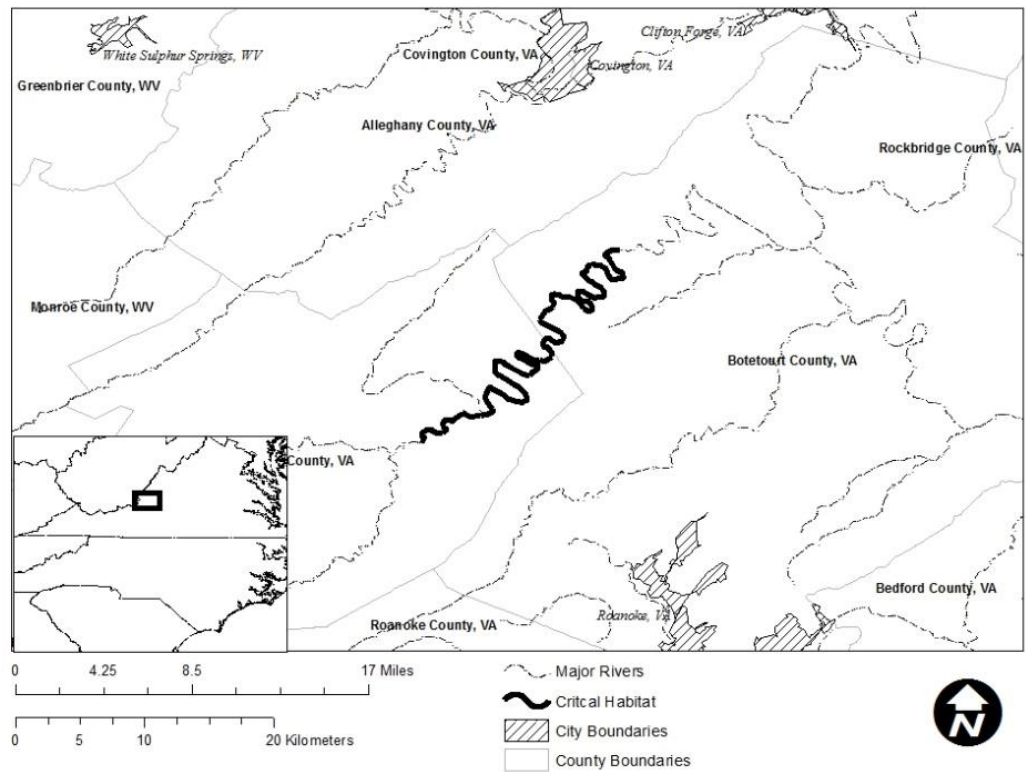 White Sulphur Springs, WV
Covington County, VA
Clifton Forge, VA
Covington, VA
Greenbrier County, WV
Alleghany County, VA
Rockbridge County, VA
Monroe County, WV
Botetourt County, VA
County, VA
Bedford County, VA
Roanoke, VA
Roanoke County, VA
0 4.25 8.5 17 Miles
0 5 10 20 Kilometers
Major Rivers
Critcal Habitat
City Boundaries
County Boundaries
N